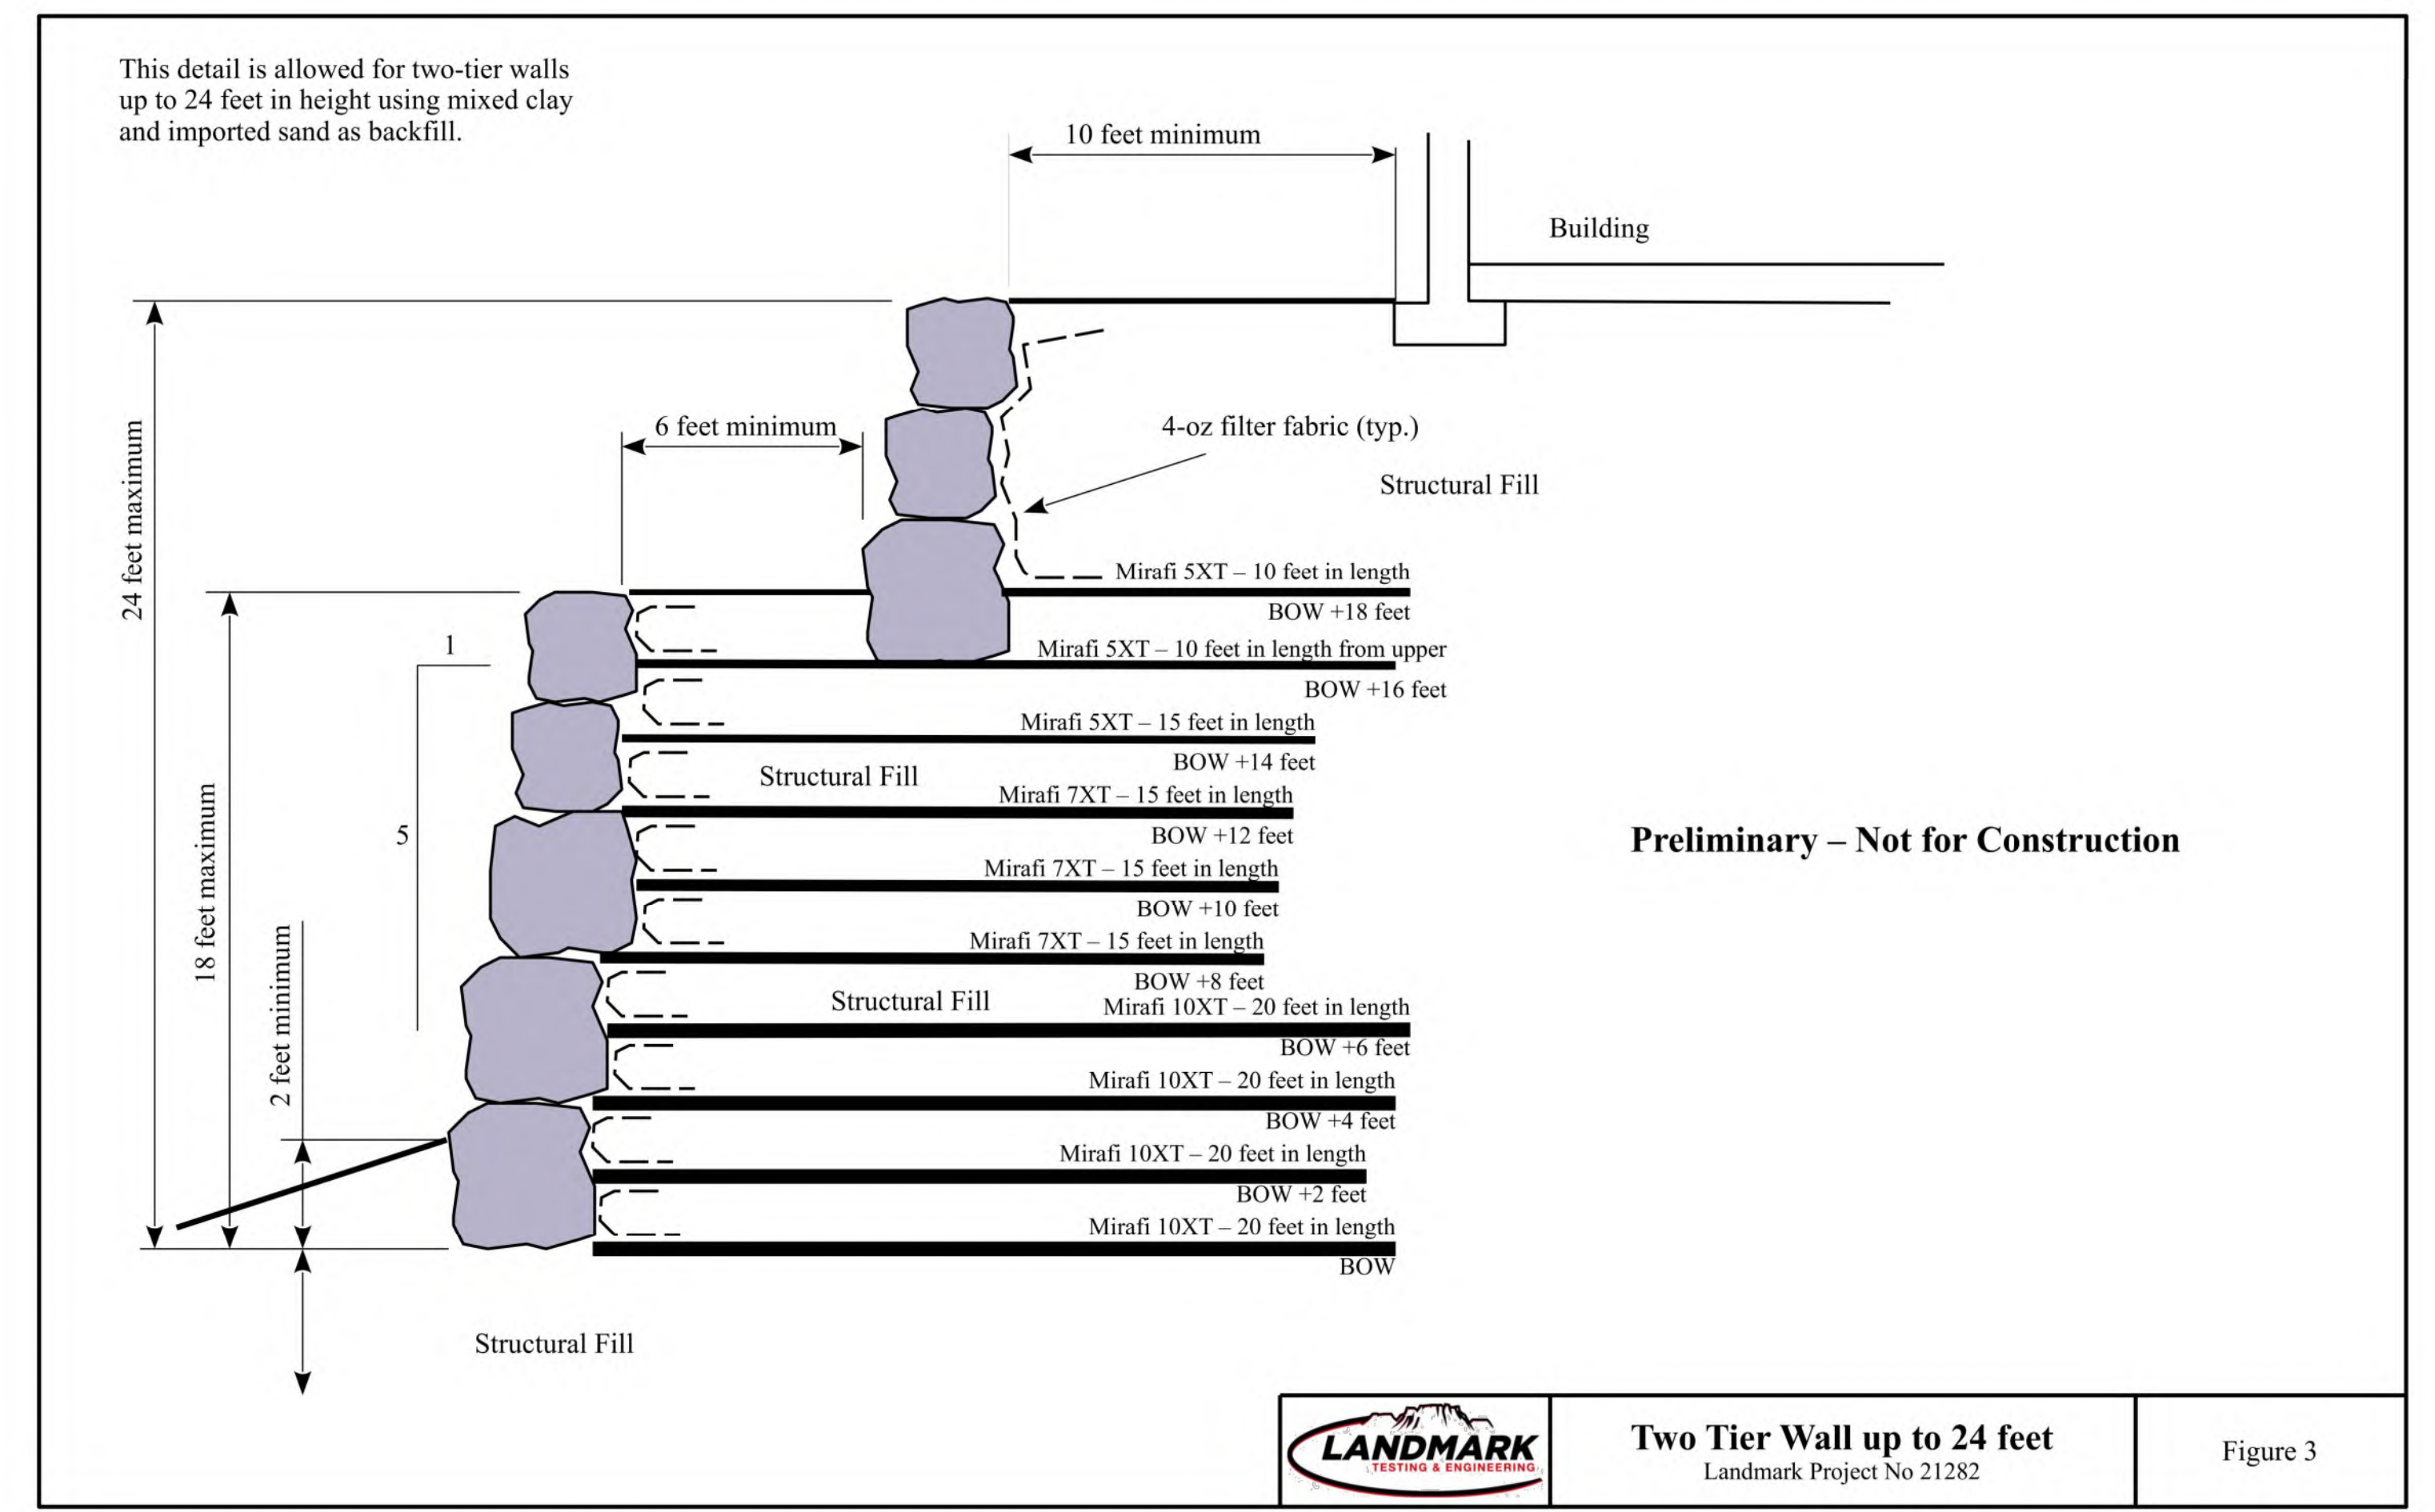 This detail is allowed for two-tier walls
up to 24 feet in height using mixed clay
and imported sand as backfill.
10 feet minimum
Building
24 feet maximum
6 feet minimum
4-oz filter fabric (typ.)
Structural Fill
Mirafi 5XT – 10 feet in length
BOW +18 feet
1
Mirafi 5XT – 10 feet in length from upper
BOW +16 feet
Mirafi 5XT – 15 feet in length
BOW +14 feet
Structural Fill
Mirafi 7XT – 15 feet in length
BOW +12 feet
5
18 feet maximum
Preliminary – Not for Construction
Mirafi 7XT – 15 feet in length
BOW +10 feet
Mirafi 7XT – 15 feet in length
BOW +8 feet
2 feet minimum
Structural Fill
Mirafi 10XT – 20 feet in length
BOW +6 feet
Mirafi 10XT – 20 feet in length
BOW +4 feet
Mirafi 10XT – 20 feet in length
BOW +2 feet
Mirafi 10XT – 20 feet in length
BOW
Structural Fill
LANDMARK
TESTING & ENGINEERING
Two Tier Wall up to 24 feet
Landmark Project No 21282
Figure 3